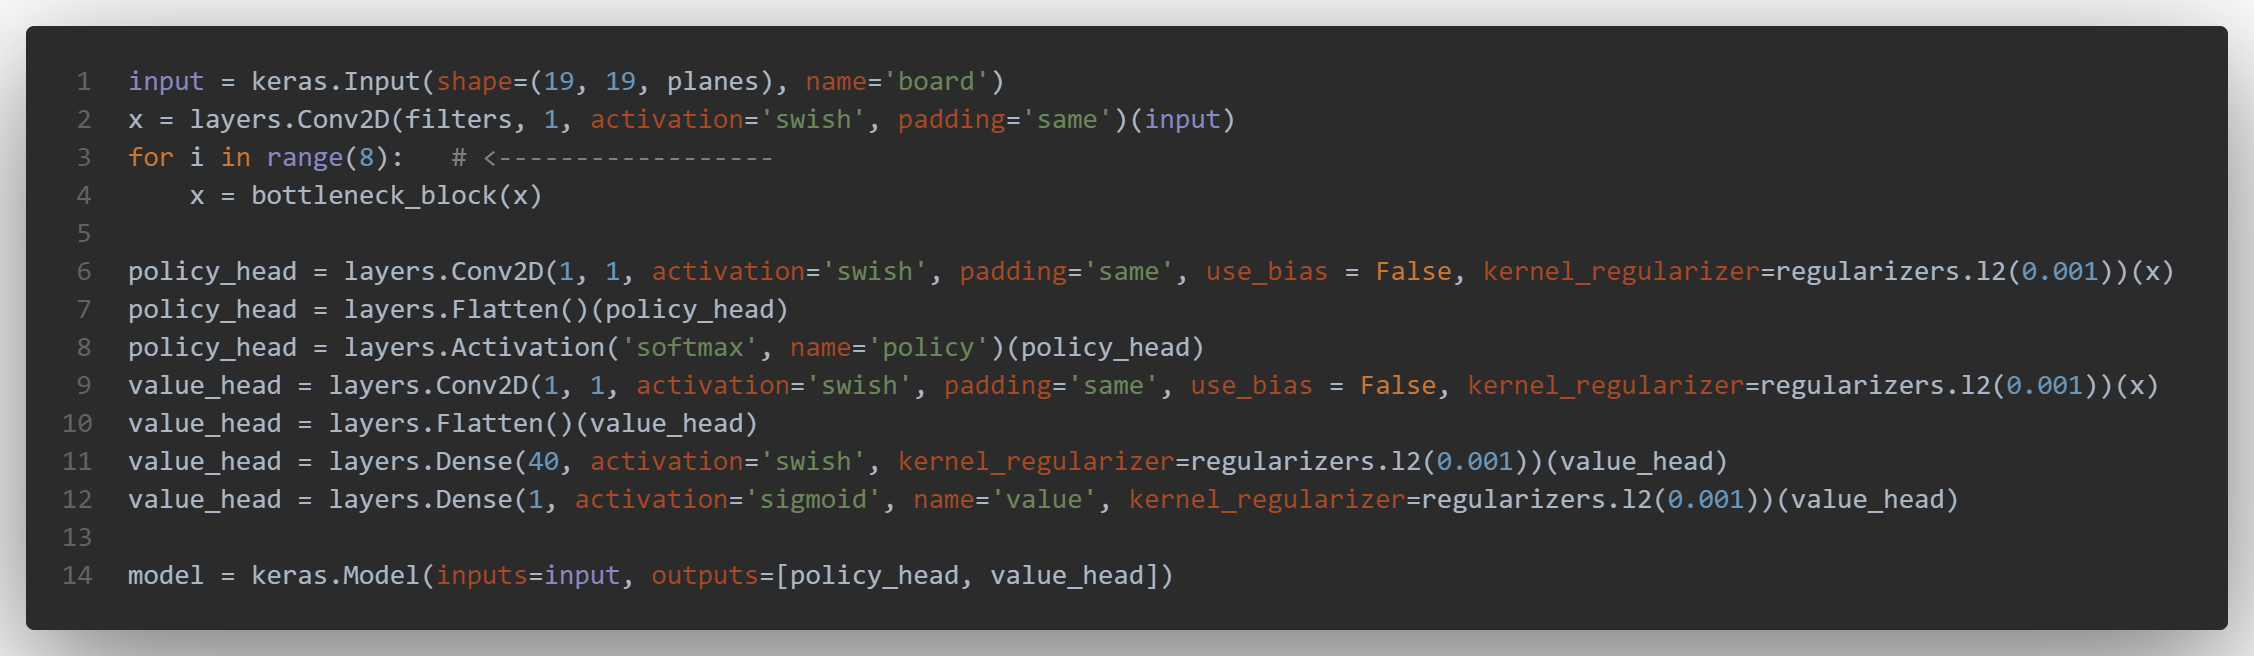 1 input = keras.Input(shape=(19, 19, planes), name='board')
2 x = layers.Conv2D(filters, 1, activation='swish', padding='same')(input)
3 for i in range(8):   # <------------------
4     x = bottleneck_block(x)
5
6 policy_head = layers.Conv2D(1, 1, activation='swish', padding='same', use_bias = False, kernel_regularizer=regularizers.l2(0.001))(x)
7 policy_head = layers.Flatten()(policy_head)
8 policy_head = layers.Activation('softmax', name='policy')(policy_head)
9 value_head = layers.Conv2D(1, 1, activation='swish', padding='same', use_bias = False, kernel_regularizer=regularizers.l2(0.001))(x)
10 value_head = layers.Flatten()(value_head)
11 value_head = layers.Dense(40, activation='swish', kernel_regularizer=regularizers.l2(0.001))(value_head)
12 value_head = layers.Dense(1, activation='sigmoid', name='value', kernel_regularizer=regularizers.l2(0.001))(value_head)
13
14 model = keras.Model(inputs=input, outputs=[policy_head, value_head])